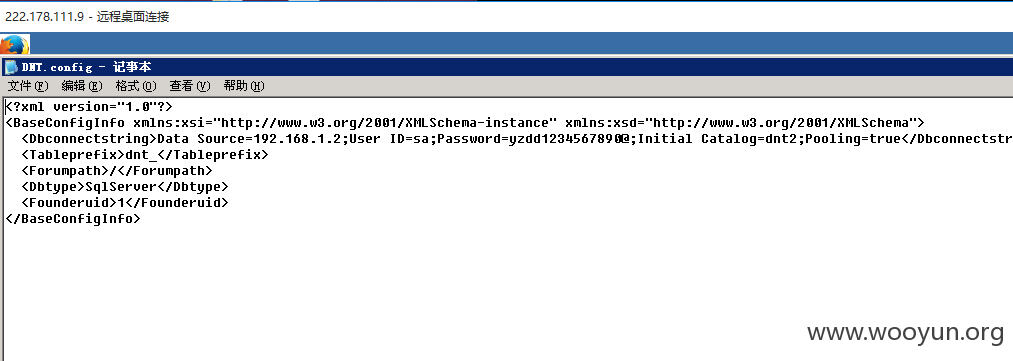 222.178.111.9 - 远程桌面连接
DNT.config - 记事本
文件(F) 编辑(E) 格式(O) 查看(V) 帮助(H)
<?xml version="1.0"?>
<BaseConfigInfo xmlns:xsi="http://www.w3.org/2001/XMLSchema-instance" xmlns:xsd="http://www.w3.org/2001/XMLSchema">
<Dbconnectstring>Data Source=192.168.1.2;User ID=sa;Password=yzdd1234567890@;Initial Catalog=dnt2;Pooling=true</Dbconnectstr
<Tableprefix>dnt_</Tableprefix>
<Forumpath>/</Forumpath>
<Dbtype>SqlServer</Dbtype>
<Founderuid>1</Founderuid>
</BaseConfigInfo>
www.wooyun.org